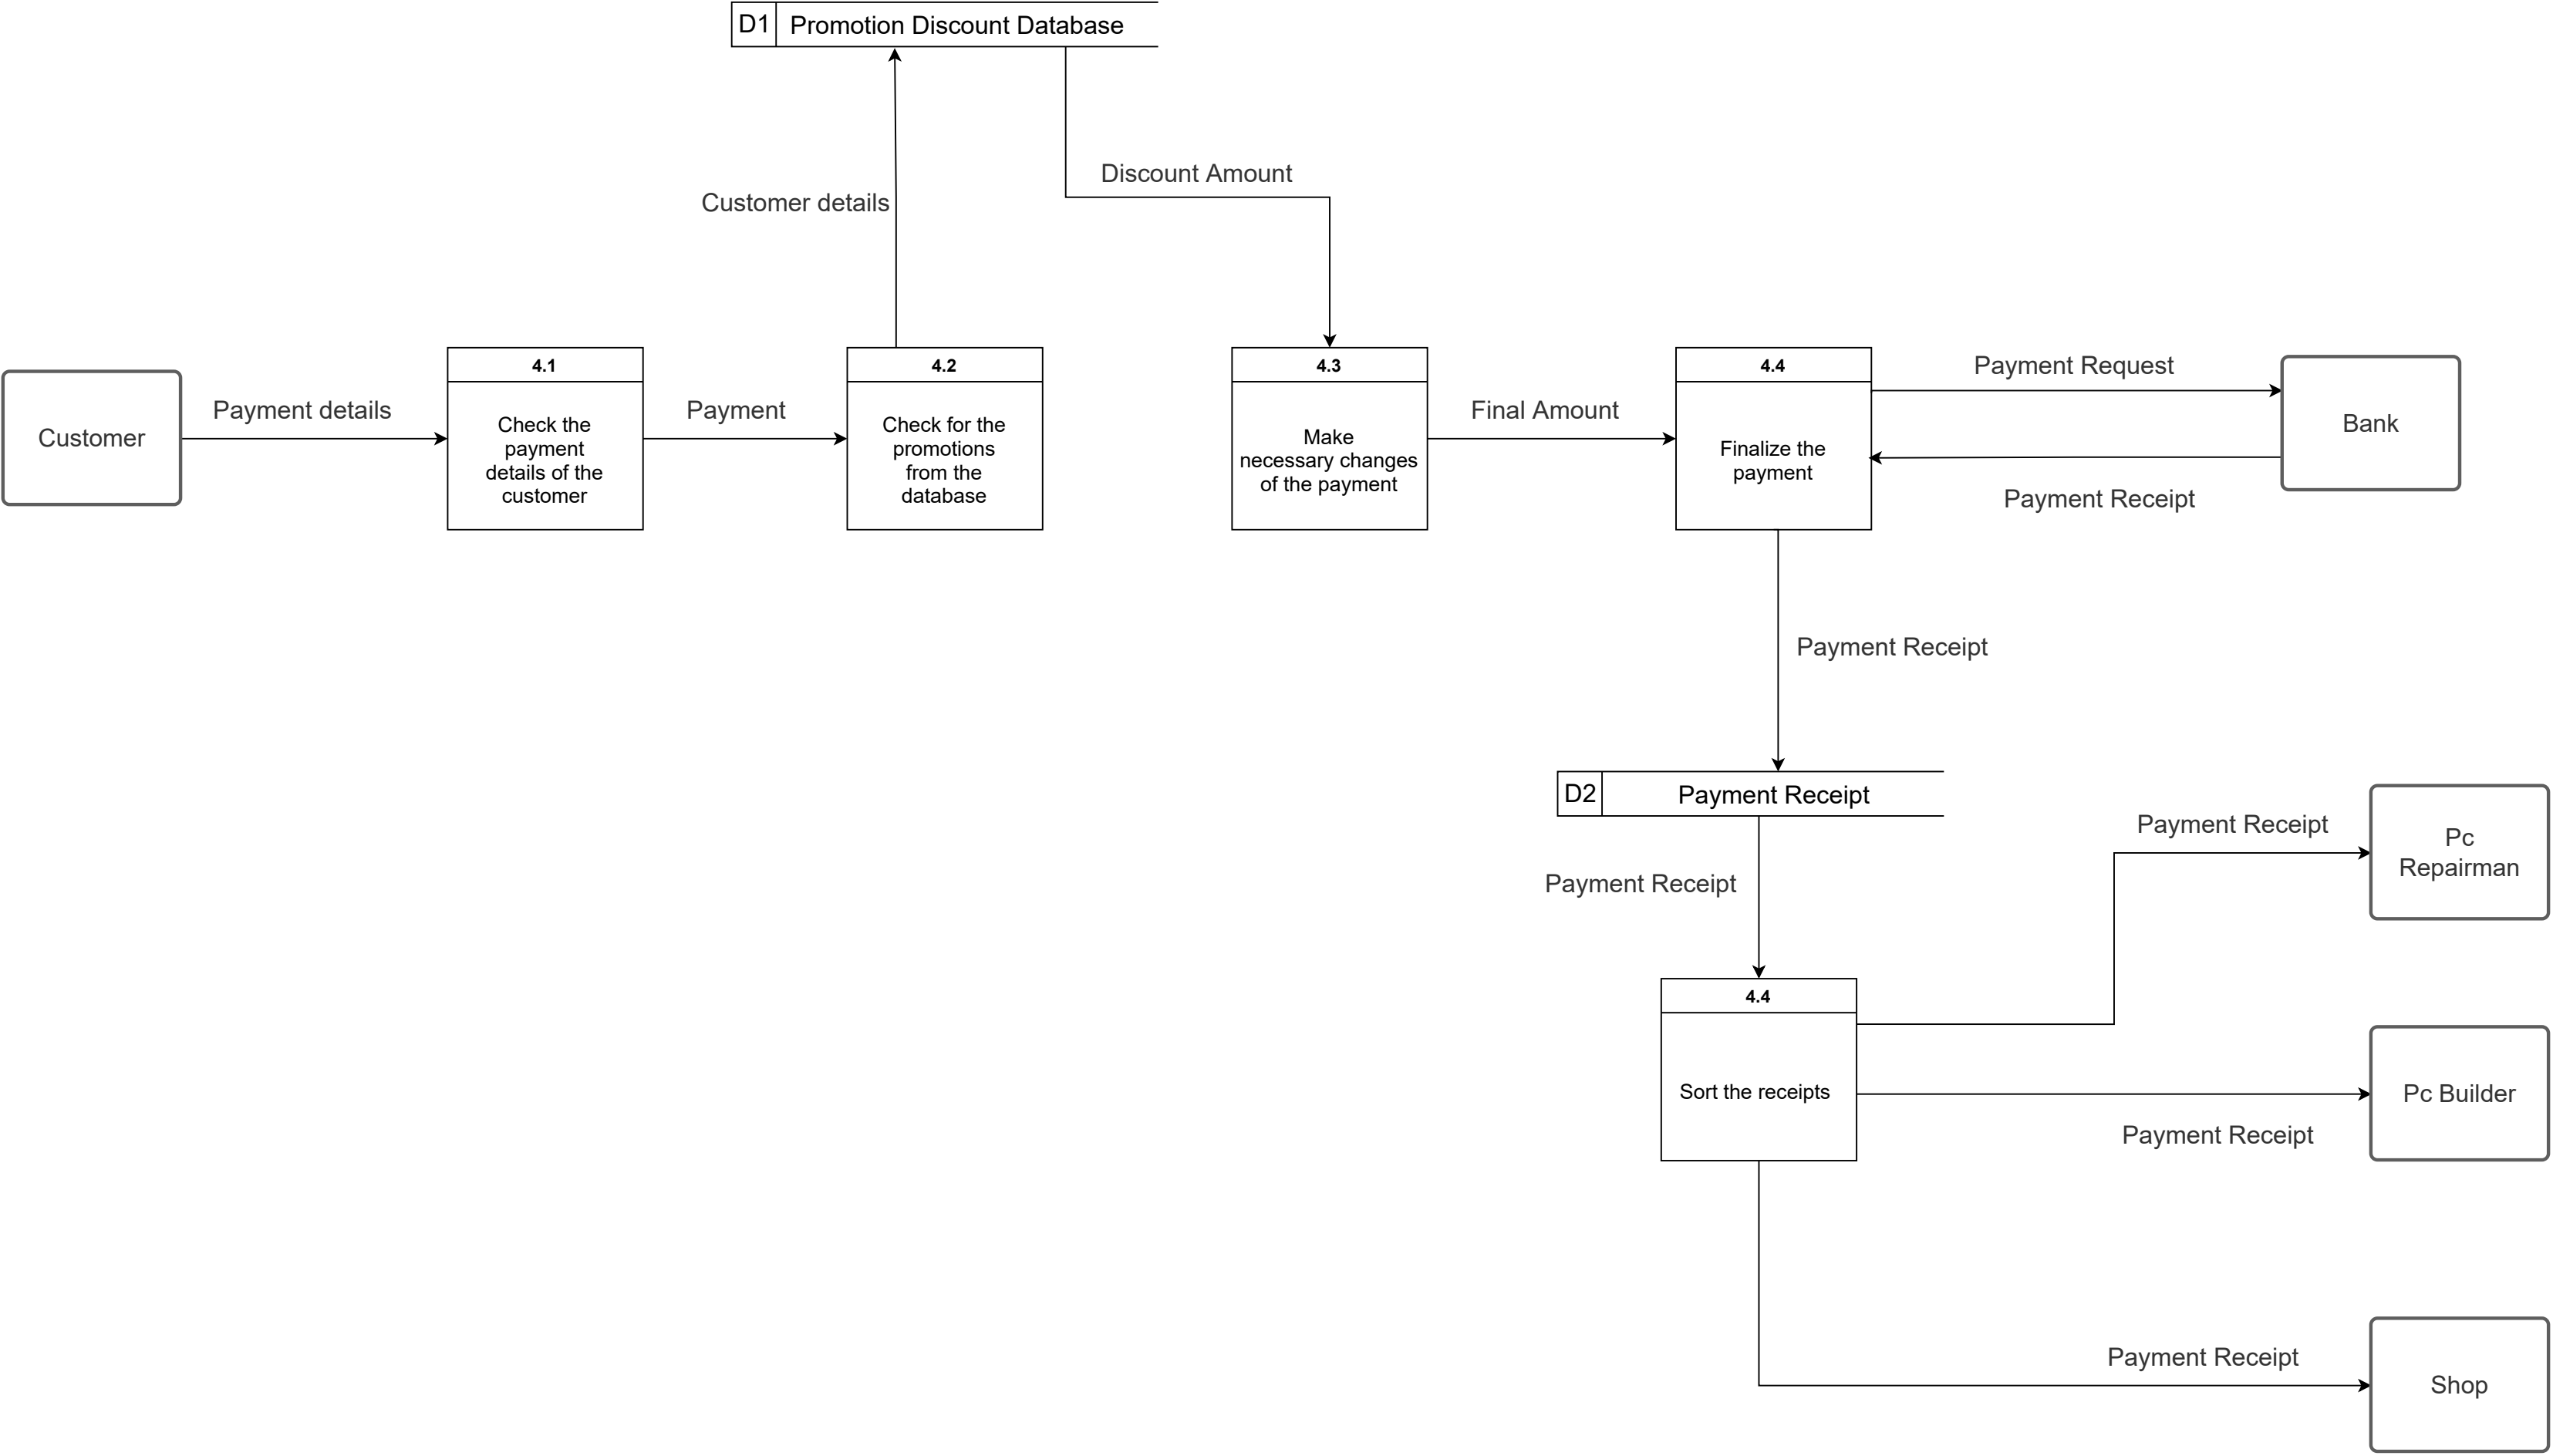 D1
Promotion Discount Database
Discount Amount
Customer details
Customer
Payment details
4.1
Check the
payment
details of the
customer
Payment
4.2
Check for the
promotions
from the
database
4.3
Make
necessary changes
of the payment
Final Amount
4.4
Finalize the
payment
Payment Request
Bank
Payment Receipt
Payment Receipt
D2
Payment Receipt
Payment Receipt
4.4
Sort the receipts
Payment Receipt
Pc
Repairman
Pc Builder
Payment Receipt
Payment Receipt
Shop